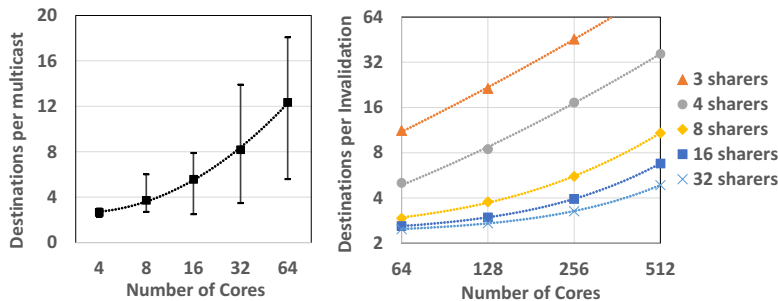 20
16
12
8
4
0
Destinations per multicast
4 8 16 32 64
Number of Cores
64
32
16
8
4
2
Destinations per Invalidation
64 128 256 512
Number of Cores
3 sharers
4 sharers
8 sharers
16 sharers
32 sharers